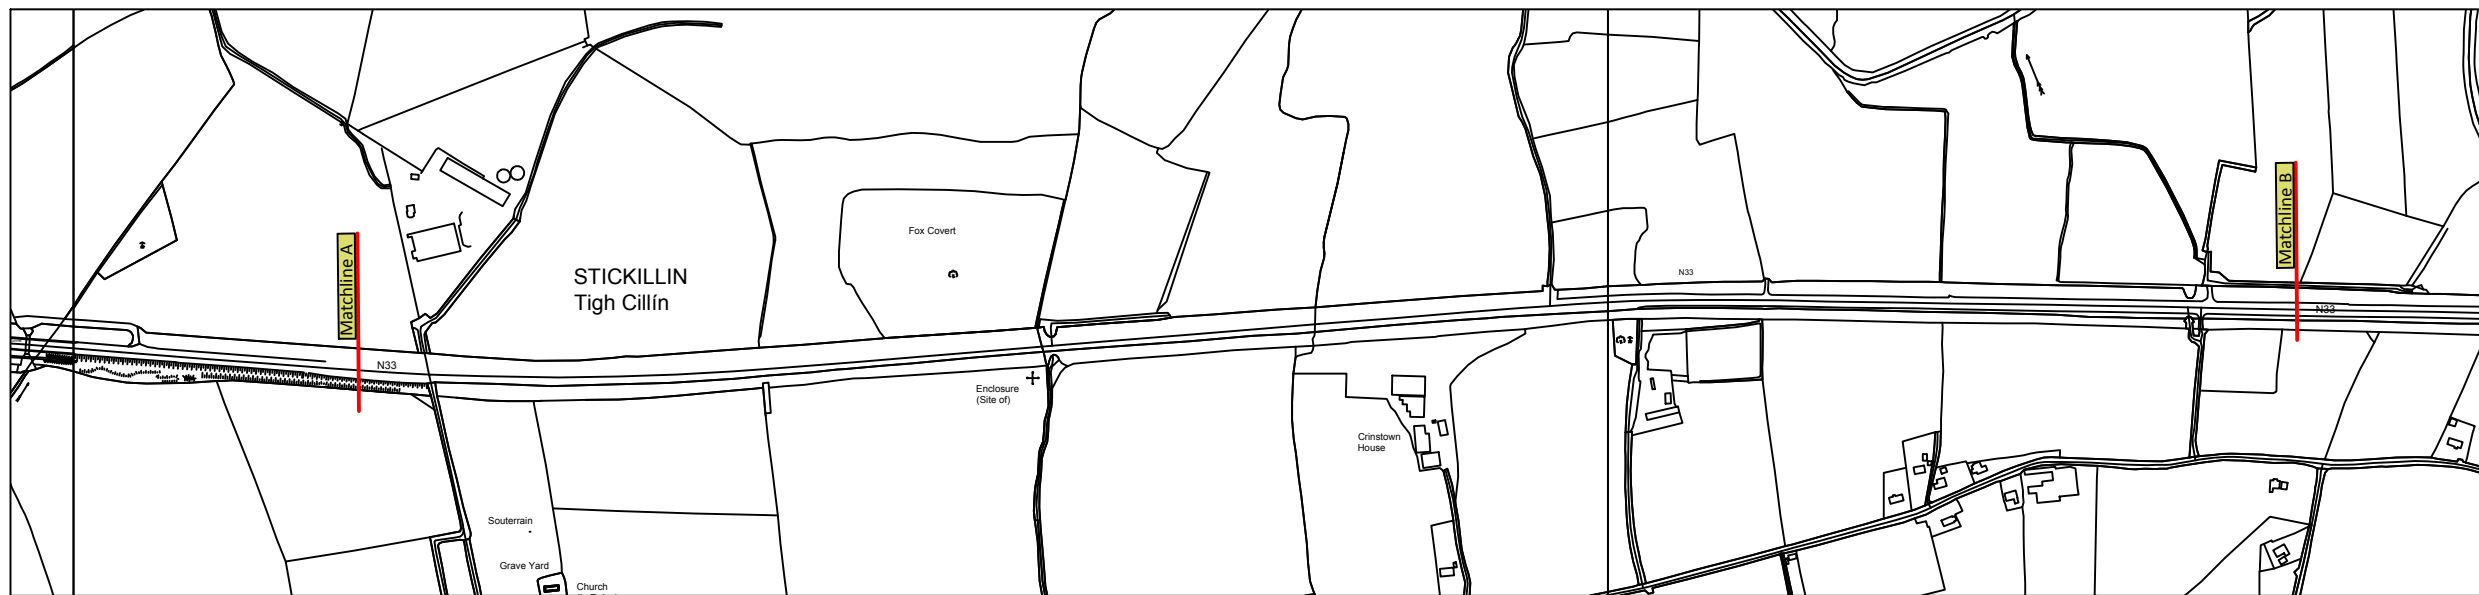 Matchline A
N33
STICKILLIN
Tigh Cillín
Fox Covert
Enclosure
(Site of)
Souterrain
Grave Yard
Church
Crinstown
House
N33
Matchline B
N33